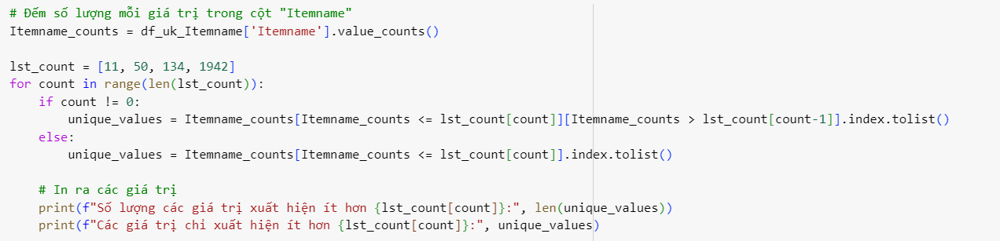 # Đếm số lượng mỗi giá trị trong cột "Itemname"
Itemname_counts = df_uk_Itemname['Itemname'].value_counts()
lst_count = [11, 50, 134, 1942]
for count in range(len(lst_count)):
    if count != 0:
        unique_values = Itemname_counts[Itemname_counts <= lst_count[count]][Itemname_counts > lst_count[count-1]].index.tolist()
    else:
        unique_values = Itemname_counts[Itemname_counts <= lst_count[count]].index.tolist()
    # In ra các giá trị
    print(f"Số lượng các giá trị xuất hiện ít hơn {lst_count[count]}:", len(unique_values))
    print(f"Các giá trị chỉ xuất hiện ít hơn {lst_count[count]}:", unique_values)